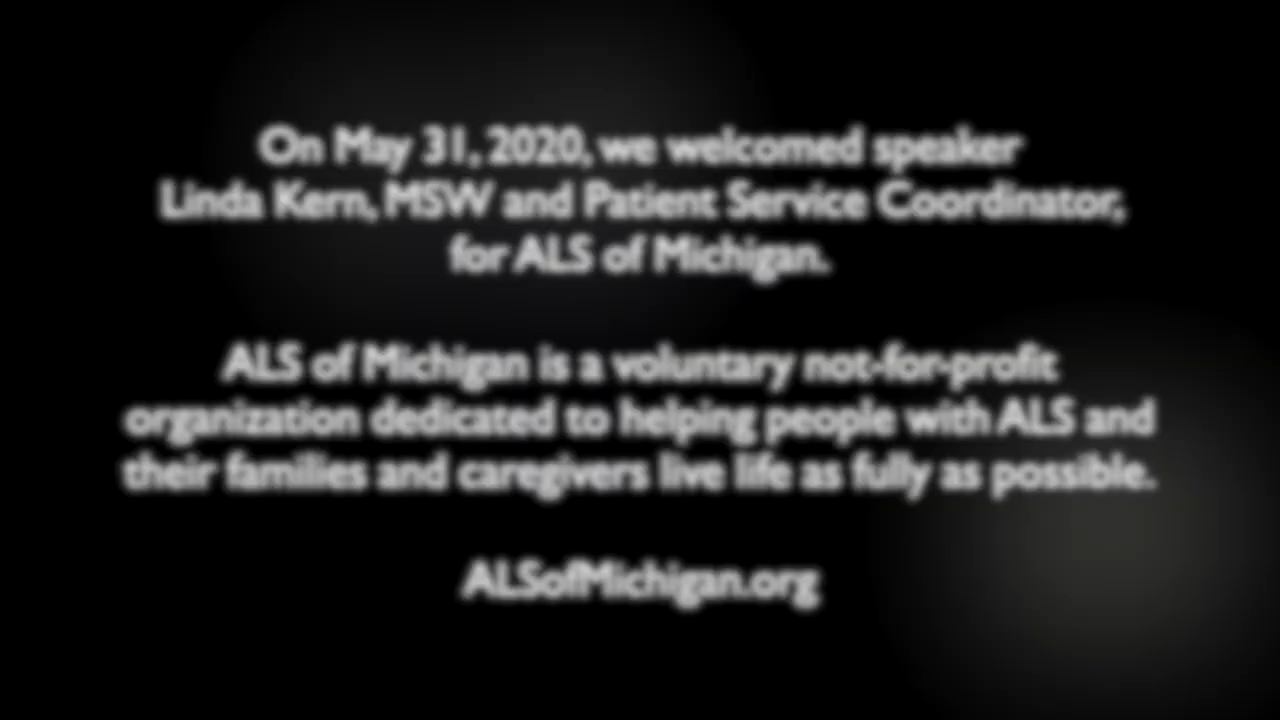 On May 31, 2020, we welcomed speaker
Linda Kern, MSW and Patient Service Coordinator,
for ALS of Michigan.
ALS of Michigan is a voluntary not-for-profit
organization dedicated to helping people with ALS and
their families and caregivers live life as fully as possible.
ALSofMichigan.org